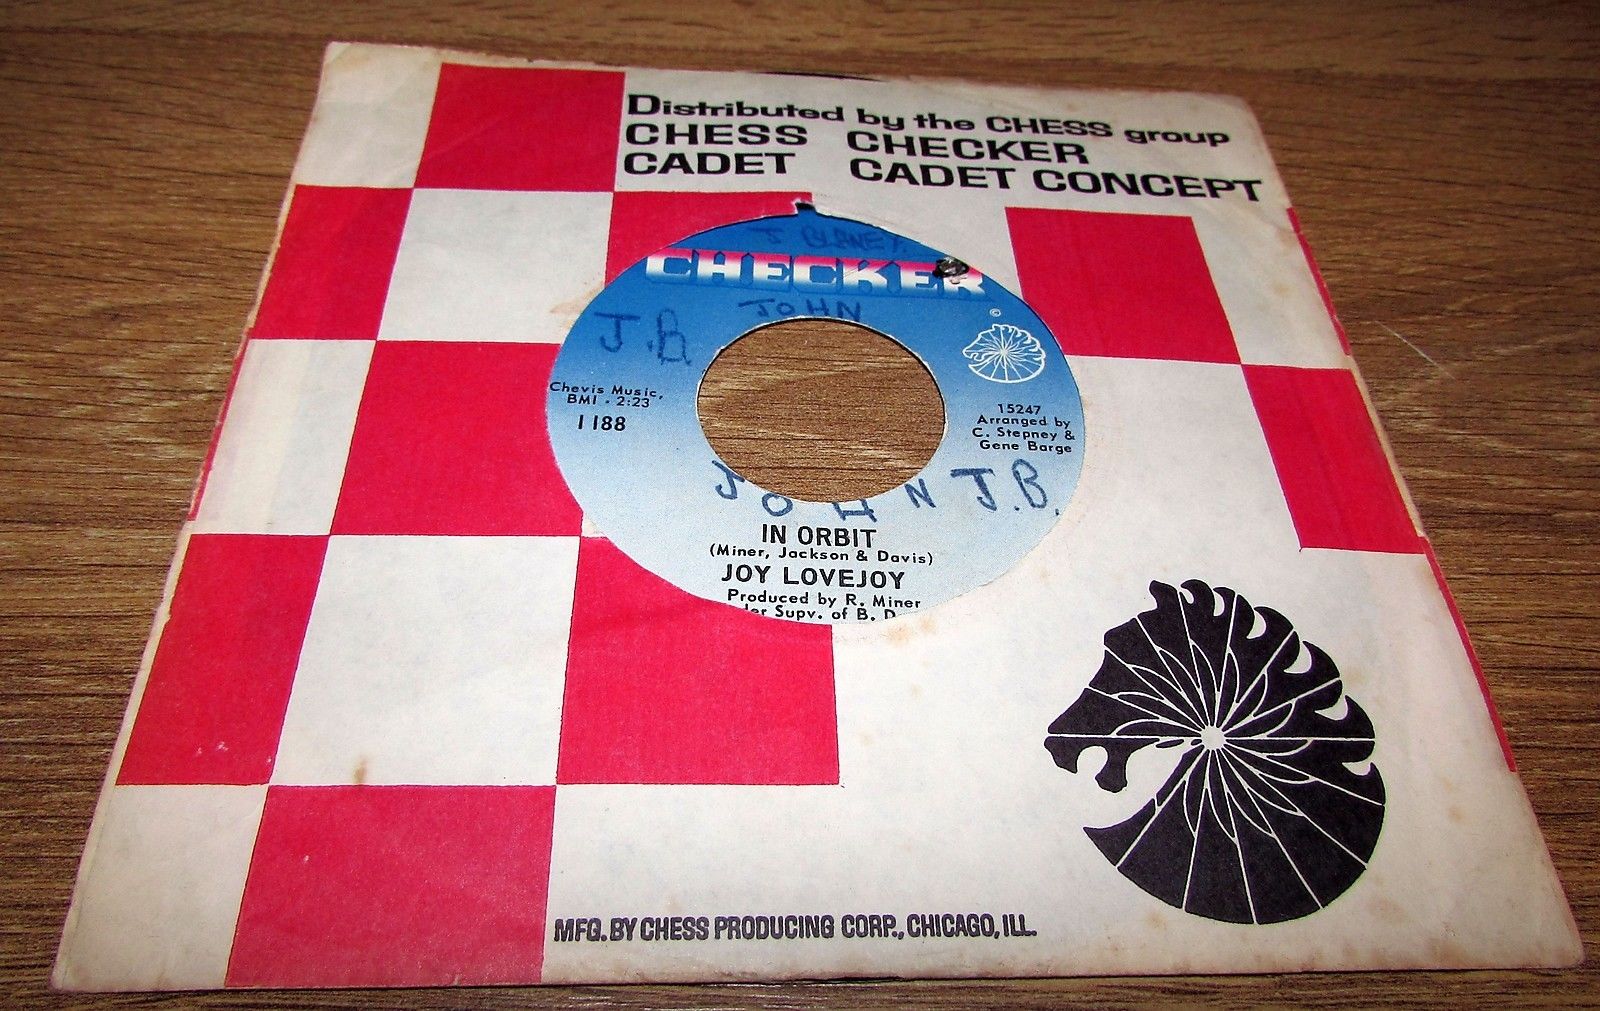 Distributed by the CHESS group
CHESS CHECKER
CADET CADET CONCEPT
CHECKER
JOHN
J.B.
©
Chevis Music,
BMI - 2:23
1188
15247
Arranged by
C. Stepney &
Gene Barge
JOHN J.B.
IN ORBIT
(Miner, Jackson & Davis)
JOY LOVEJOY
Produced by R. Miner
Supv. of B.
MFG. BY CHESS PRODUCING CORP., CHICAGO, ILL.